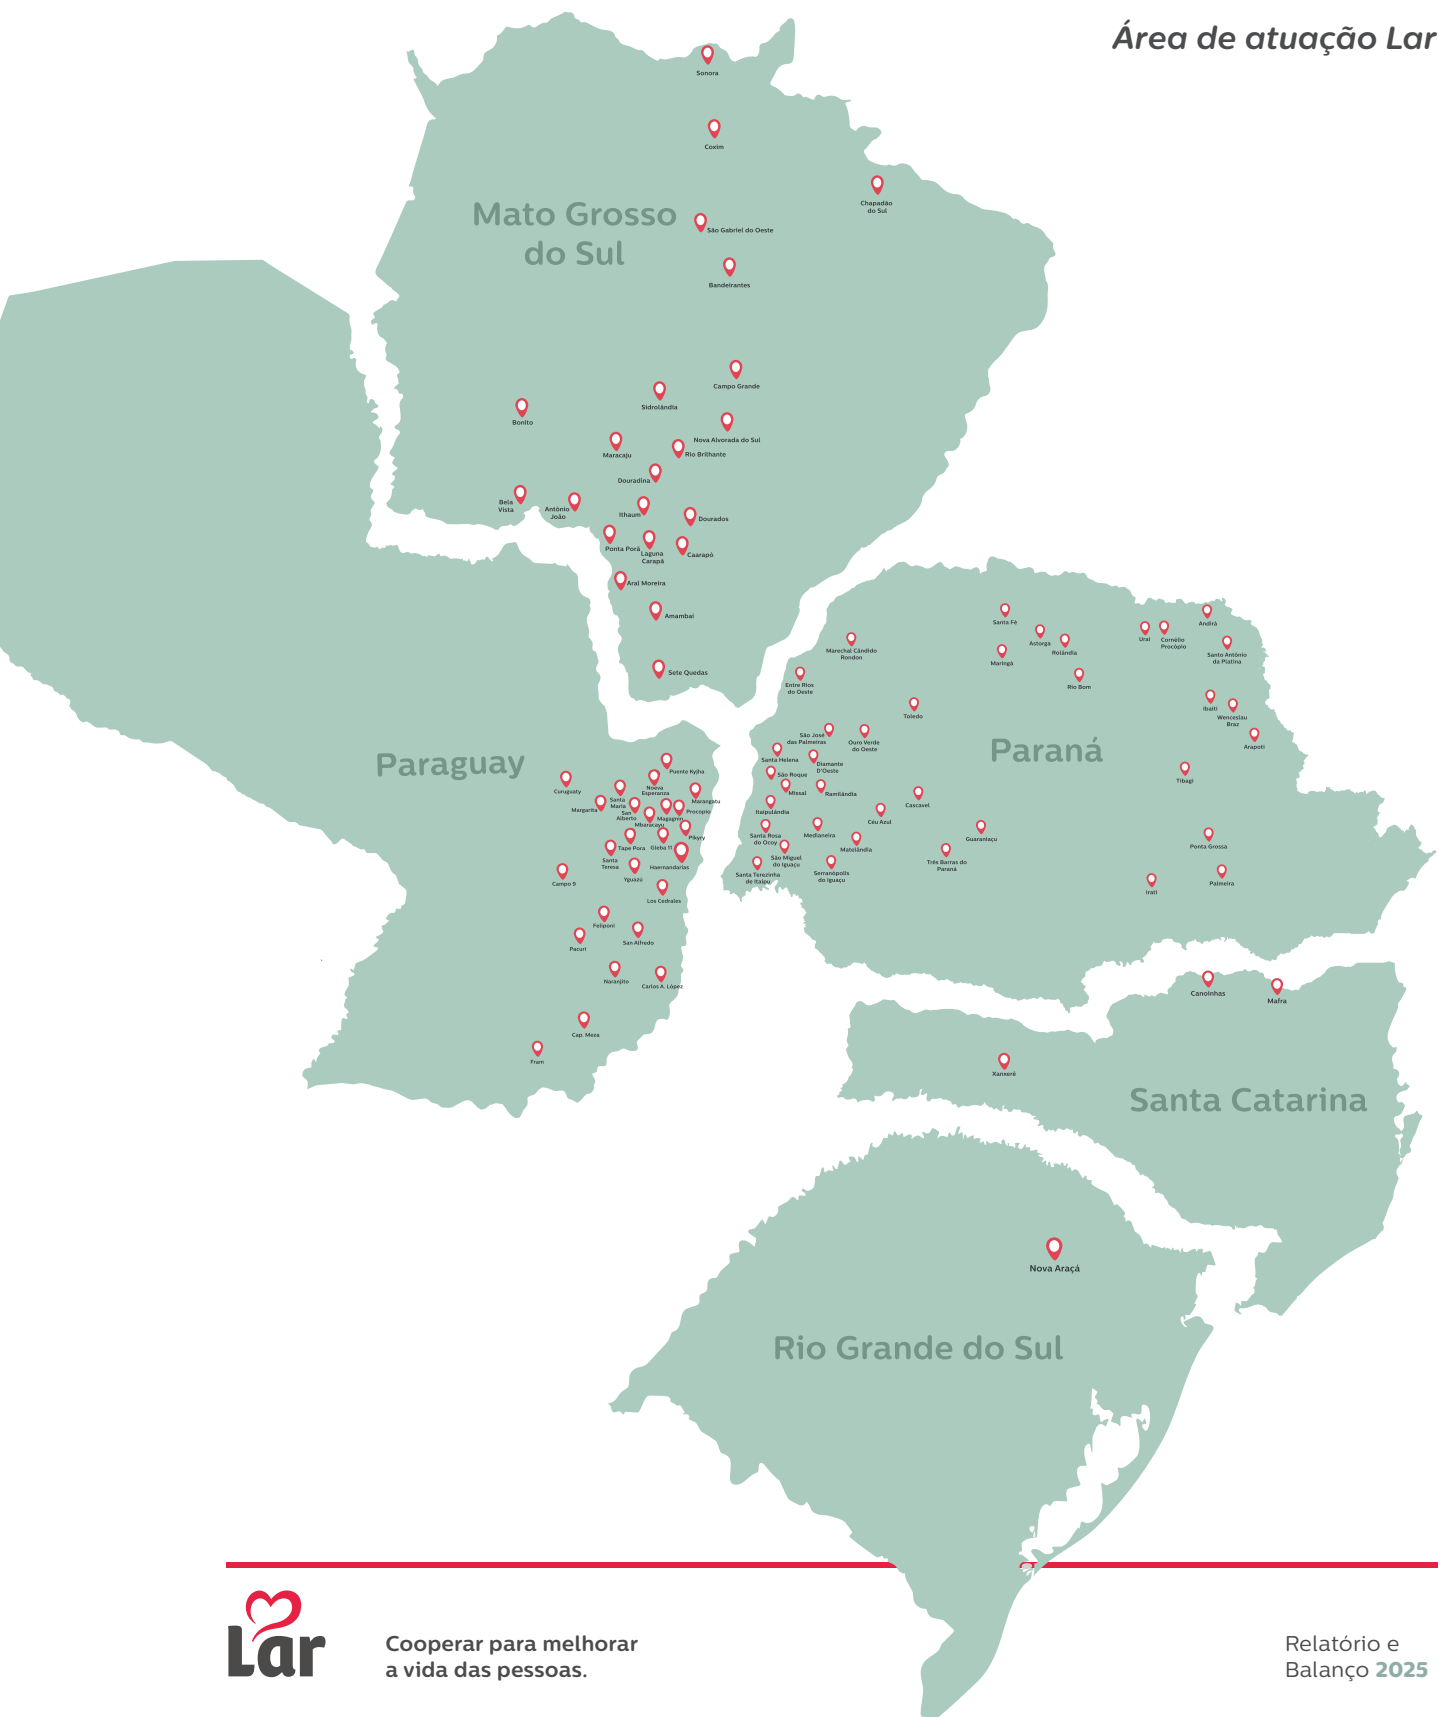 Área de atuação Lar
Sonora
Coxim
Chapadão
do Sul
Mato Grosso
do Sul
São Gabriel do Oeste
Bandeirantes
Campo Grande
Sidrolândia
Bonito
Nova Alvorada do Sul
Maracaju
Rio Brilhante
Douradina
Bela
Vista
Antônio
João
Ithaum
Dourados
Ponta Porã
Laguna
Carapã
Caarapó
Aral Moreira
Amambai
Sete Quedas
Paraguay
Puente Kyjha
Curuguaty
Nueva
Esperanza
Santa
Maria
Marangatu
Margarita
San
Alberto
Mbaracayu
Magagnin
Procopio
Pikyry
Tape Pora
Gleba 11
Santa
Teresa
Haernandarias
Yguazú
Campo 9
Los Cedrales
Feliponi
San Alfredo
Pacuri
Naranjito
Carlos A. López
Cap. Meza
Fram
Paraná
Santa Fé
Astorga
Rolândia
Maringá
Rio Bom
Uraí
Cornélio
Procópio
Andirá
Santo Antônio
da Platina
Marechal Cândido
Rondon
Entre Rios
do Oeste
Toledo
Ibaiti
Wenceslau
Braz
Arapoti
São José
das Palmeiras
Ouro Verde
do Oeste
Santa Helena
Diamante
D'Oeste
São Roque
Missal
Ramilândia
Tibagi
Cascavel
Itaipulândia
Céu Azul
Santa Rosa
do Ocoy
Medianeira
Matelândia
Guaraniaçu
Ponta Grossa
São Miguel
do Iguaçu
Três Barras do
Paraná
Santa Terezinha
de Itaipu
Serranópolis
do Iguaçu
Irati
Palmeira
Canoinhas
Mafra
Xanxerê
Santa Catarina
Nova Araçá
Rio Grande do Sul
Lar
Cooperar para melhorar
a vida das pessoas.
Relatório e
Balanço 2025